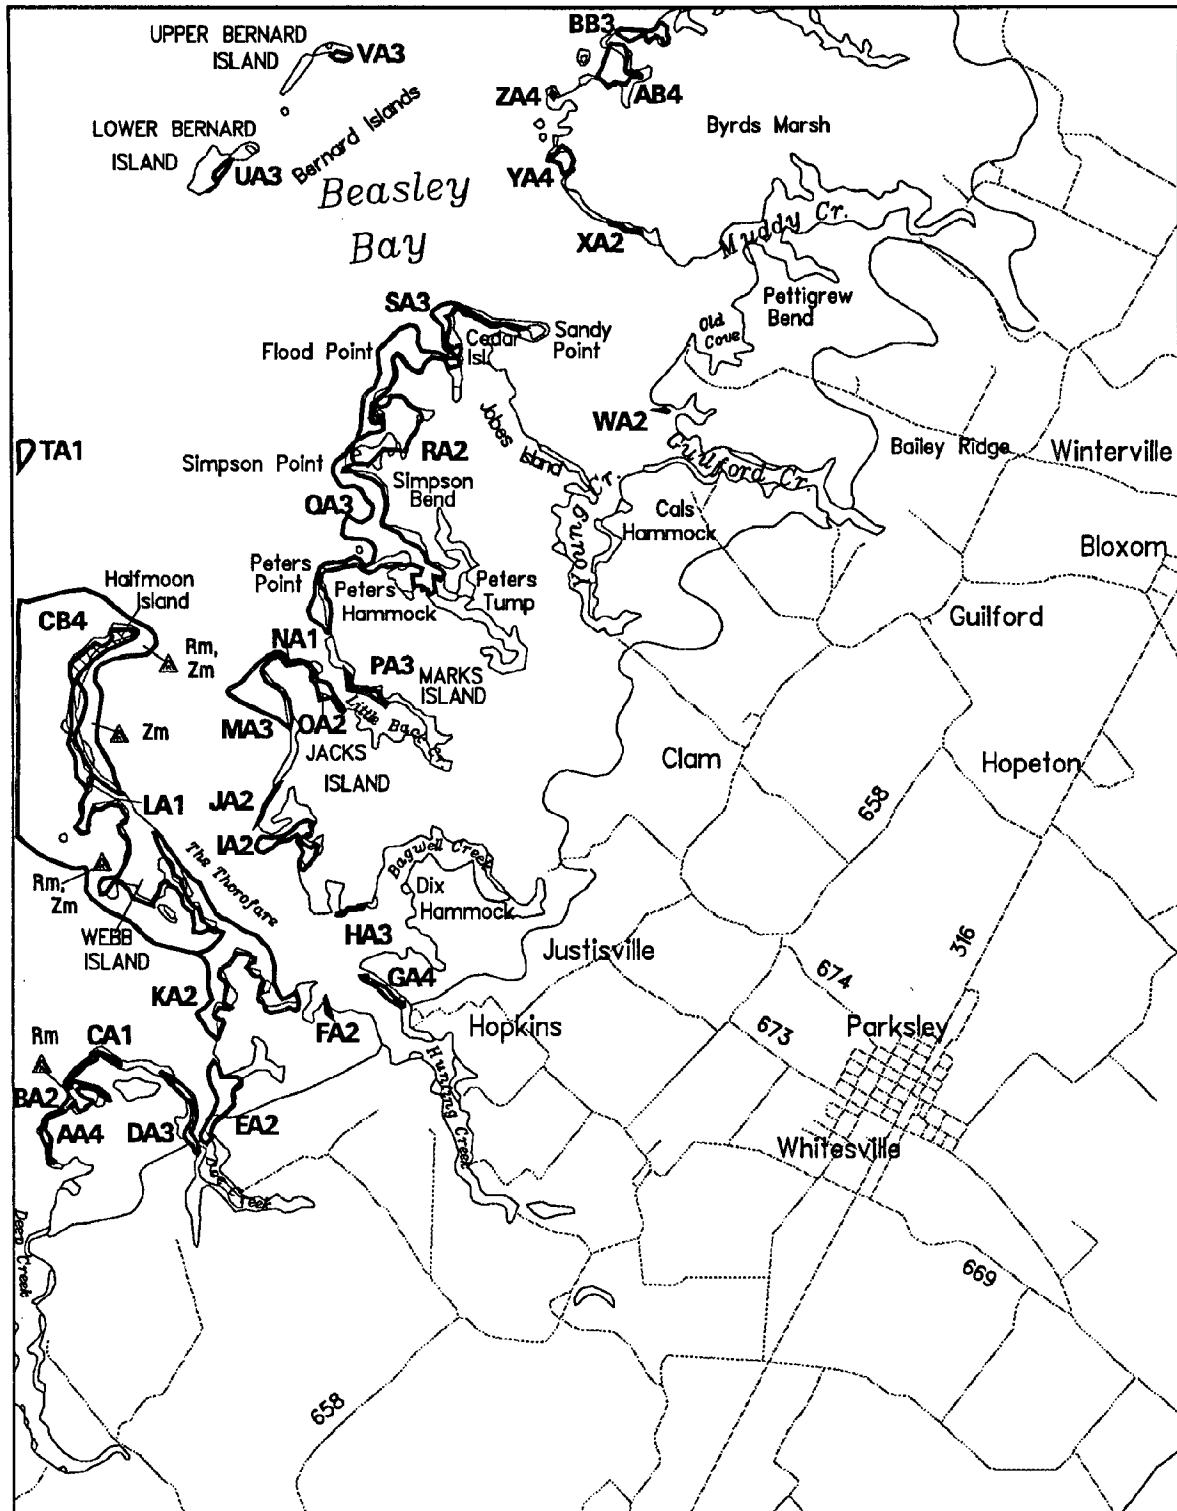 BB3
UPPER BERNARD
ISLAND
VA3
ZA4
AB4
Bernard Islands
LOWER BERNARD
ISLAND
UA3
Byrds Marsh
YA4
Beasley
Bay
XA2
Muddy Cr.
SA3
Pettigrew
Bend
Old
Cove
Cedar
Isl.
Sandy
Point
Flood Point
Jobes
Island
WA2
TA1
RA2
Bailey Ridge
Winterville
Simpson Point
Simpson
Bend
Guilford Cr.
QA3
Cals
Hammock
Young Cr.
Bloxom
Peters
Point
Peters
Hammock
Peters
Tump
Halfmoon
Island
CB4
Guilford
Rm,
Zm
NA1
PA3
MARKS
ISLAND
MA3
OA2
Little Back Cr.
Zm
JACKS
ISLAND
Clam
Hopeton
LA1
JA2
658
IA2
The Thorofare
Bagwell Creek
Rm,
Zm
Dix
Hammock
WEBB
ISLAND
HA3
Justisville
316
GA4
674
KA2
FA2
Hopkins
673
Parksley
Rm
CA1
Hunting Creek
BA2
AA4
DA3
EA2
Whitesville
Creek
Deep Creek
669
658